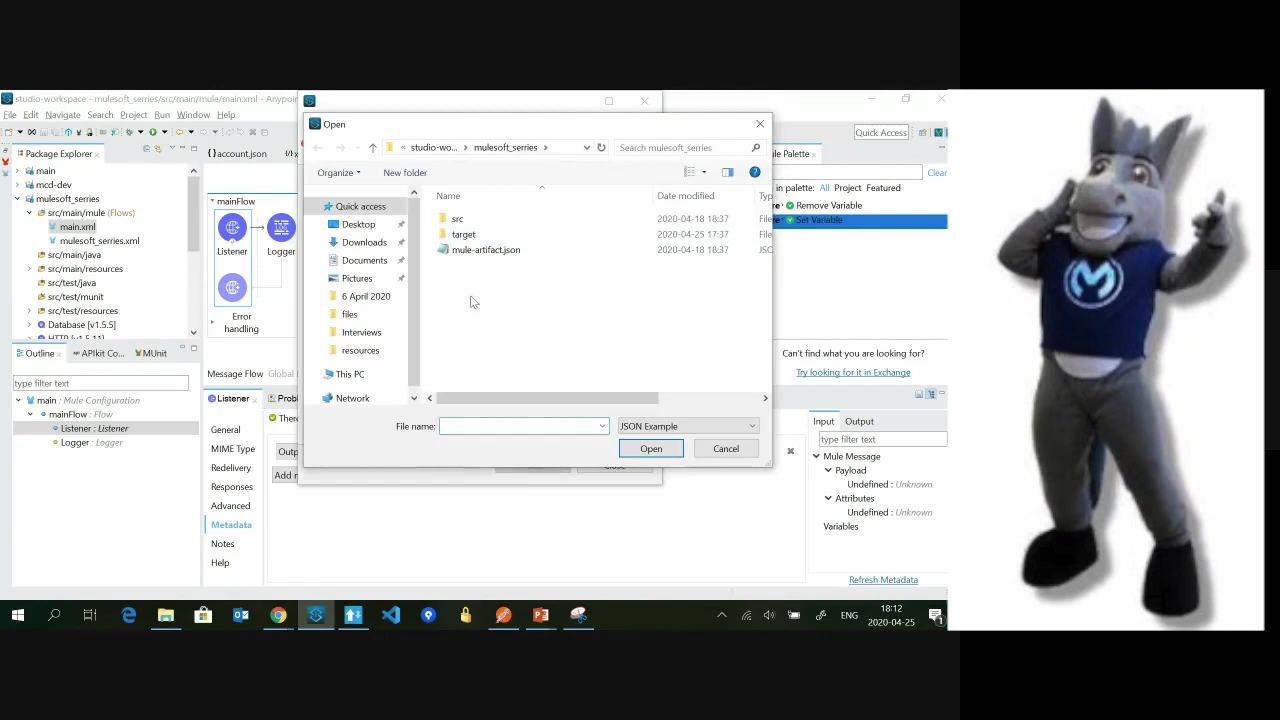 studio-workspace - mulesoft_serries/src/main/mule/main.xml - Anypoin
File Edit Navigate Search Project Run Window Help
Quick Access
Package Explorer
main
mcd-dev
mulesoft_serries
src/main/mule (Flows)
main.xml
mulesoft_serries.xml
src/main/java
src/main/resources
src/test/java
src/test/munit
src/test/resources
Database [v1.5.5]
Outline
APIkit Co...
MUnit
type filter text
main : Mule Configuration
mainFlow : Flow
Listener : Listener
Logger : Logger
account.json
mainFlow
Listener
Logger
Error
handling
Message Flow
Listener
General
MIME Type
Redelivery
Responses
Advanced
Metadata
Notes
Help
Open
studio-wo... > mulesoft_serries >
Search mulesoft_serries
Organize
New folder
Quick access
Desktop
Downloads
Documents
Pictures
6 April 2020
files
Interviews
resources
This PC
Network
Name
Date modified
src
2020-04-18 18:37
target
2020-04-25 17:37
mule-artifact.json
2020-04-18 18:37
File name:
JSON Example
Open
Cancel
Clear
in palette: All Project Featured
Remove Variable
Set Variable
Can't find what you are looking for?
Try looking for it in Exchange
Input
Output
type filter text
Mule Message
Payload
Undefined : Unknown
Attributes
Undefined : Unknown
Variables
Refresh Metadata
ENG
18:12
2020-04-25